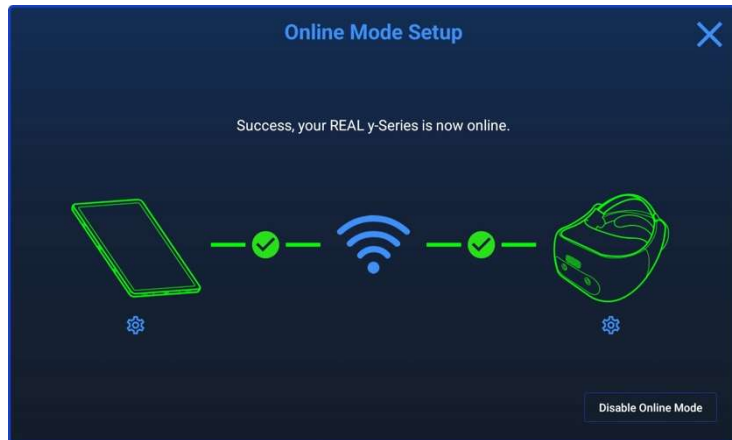 Online Mode Setup
Success, your REAL y-Series is now online.
Disable Online Mode